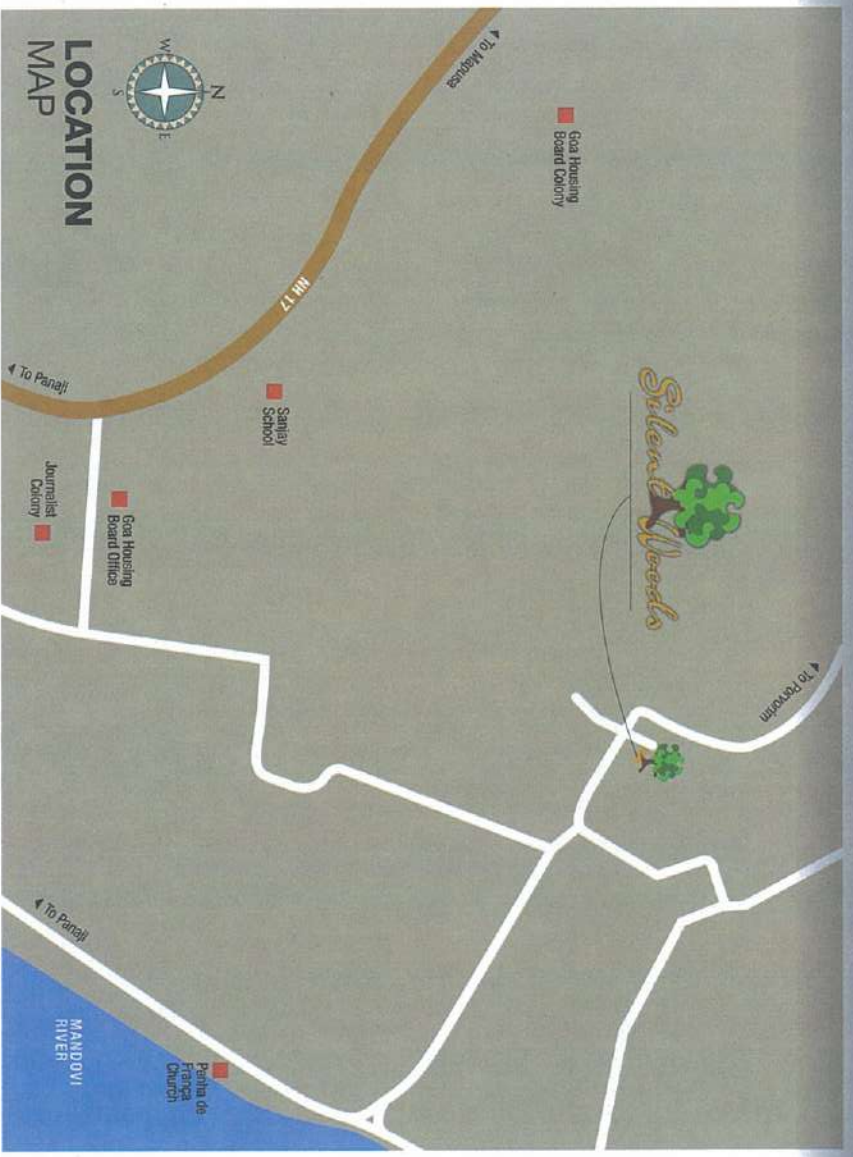 To Porvorim
Silent Woods
Goa Housing
Board Colony
To Mapusa
NH 17
Sanjay
School
Penha de
França
Church
N
W
E
S
Goa Housing
Board Office
LOCATION
MAP
MANDOVI
RIVER
Journalist
Colony
To Panaji
To Panaji